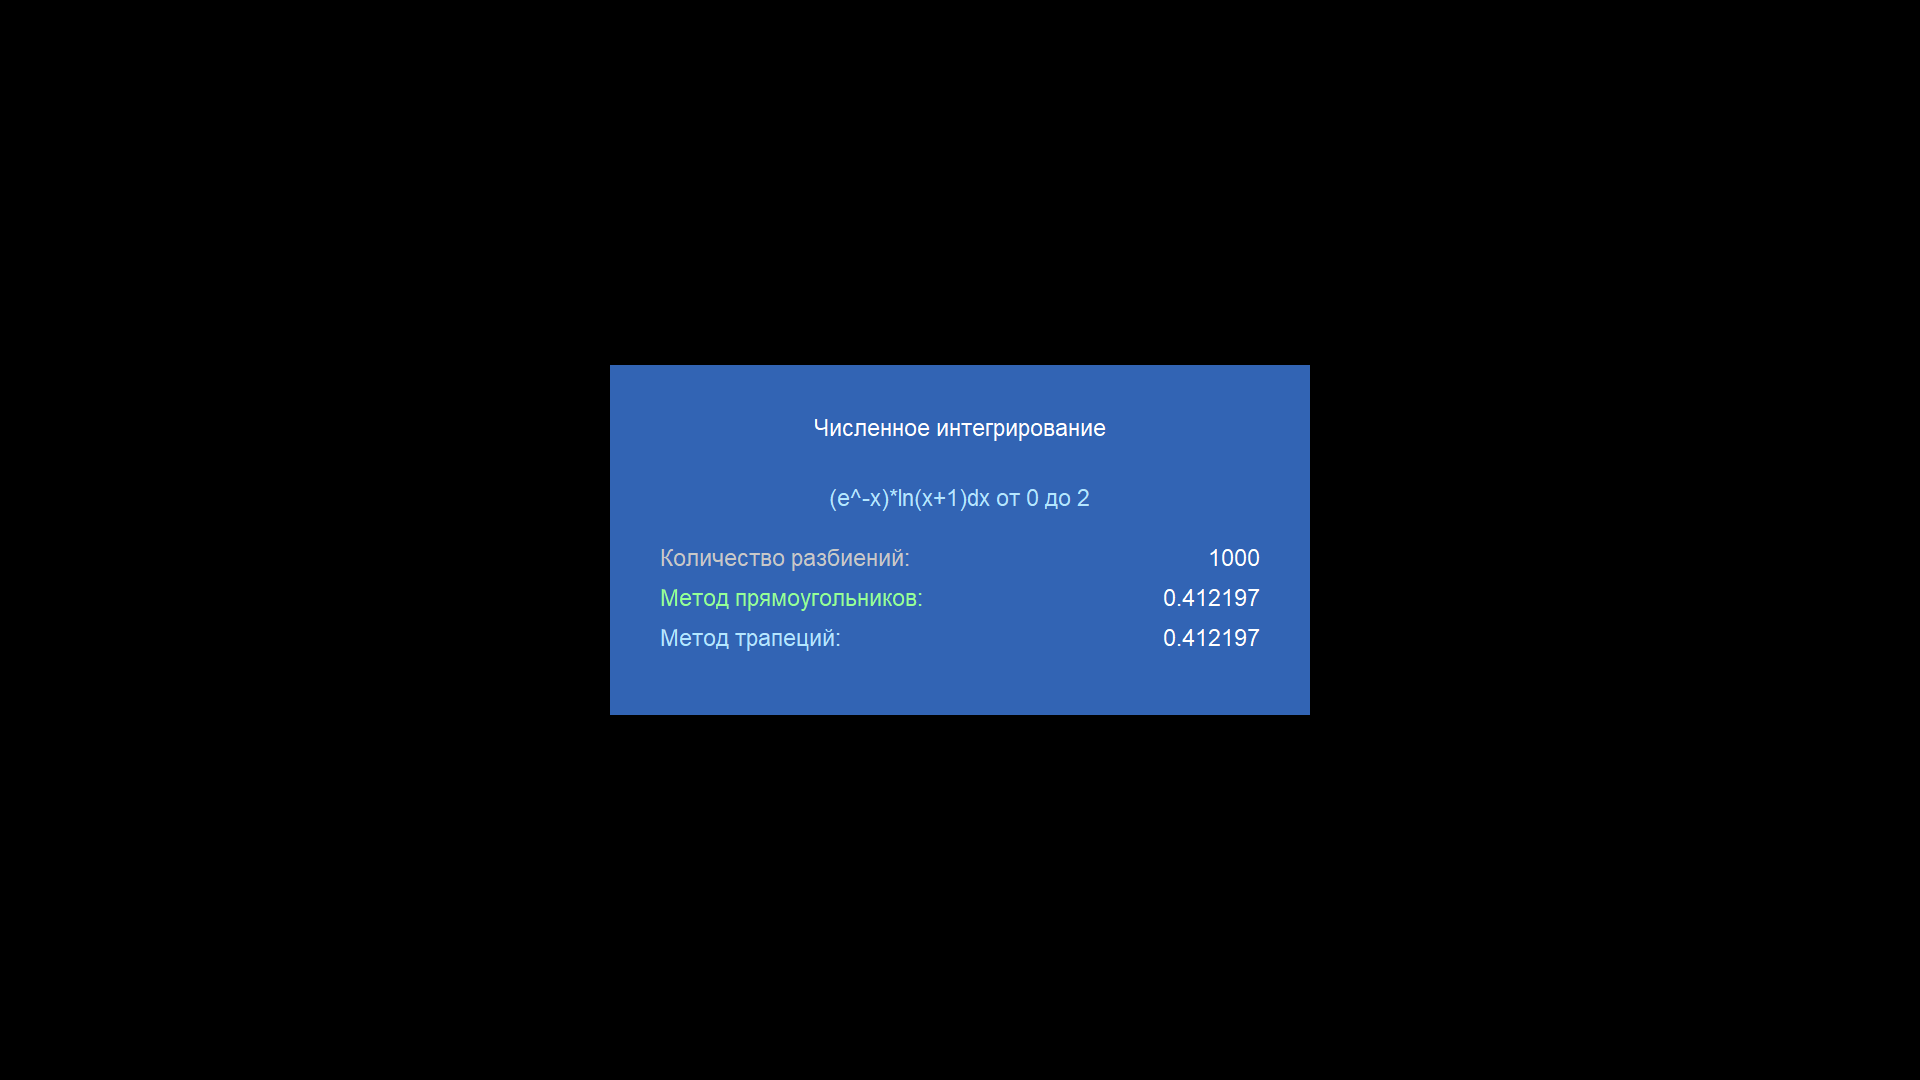 Численное интегрирование
(e^-x)*ln(x+1)dx от 0 до 2
Количество разбиений: 1000
Метод прямоугольников: 0.412197
Метод трапеций: 0.412197